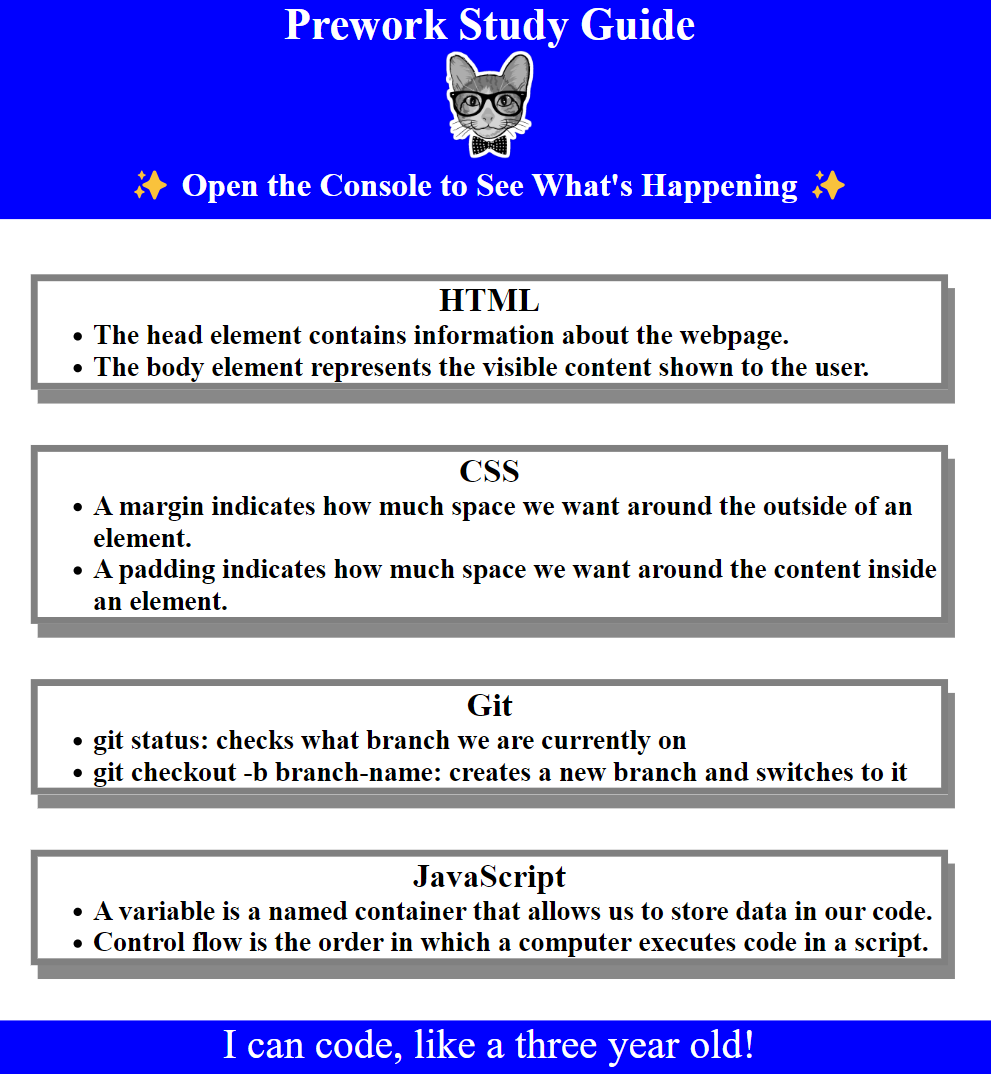 Prework Study Guide
✨ Open the Console to See What's Happening ✨
HTML
• The head element contains information about the webpage.
• The body element represents the visible content shown to the user.
CSS
• A margin indicates how much space we want around the outside of an
element.
• A padding indicates how much space we want around the content inside
an element.
Git
• git status: checks what branch we are currently on
• git checkout -b branch-name: creates a new branch and switches to it
JavaScript
• A variable is a named container that allows us to store data in our code.
• Control flow is the order in which a computer executes code in a script.
I can code, like a three year old!